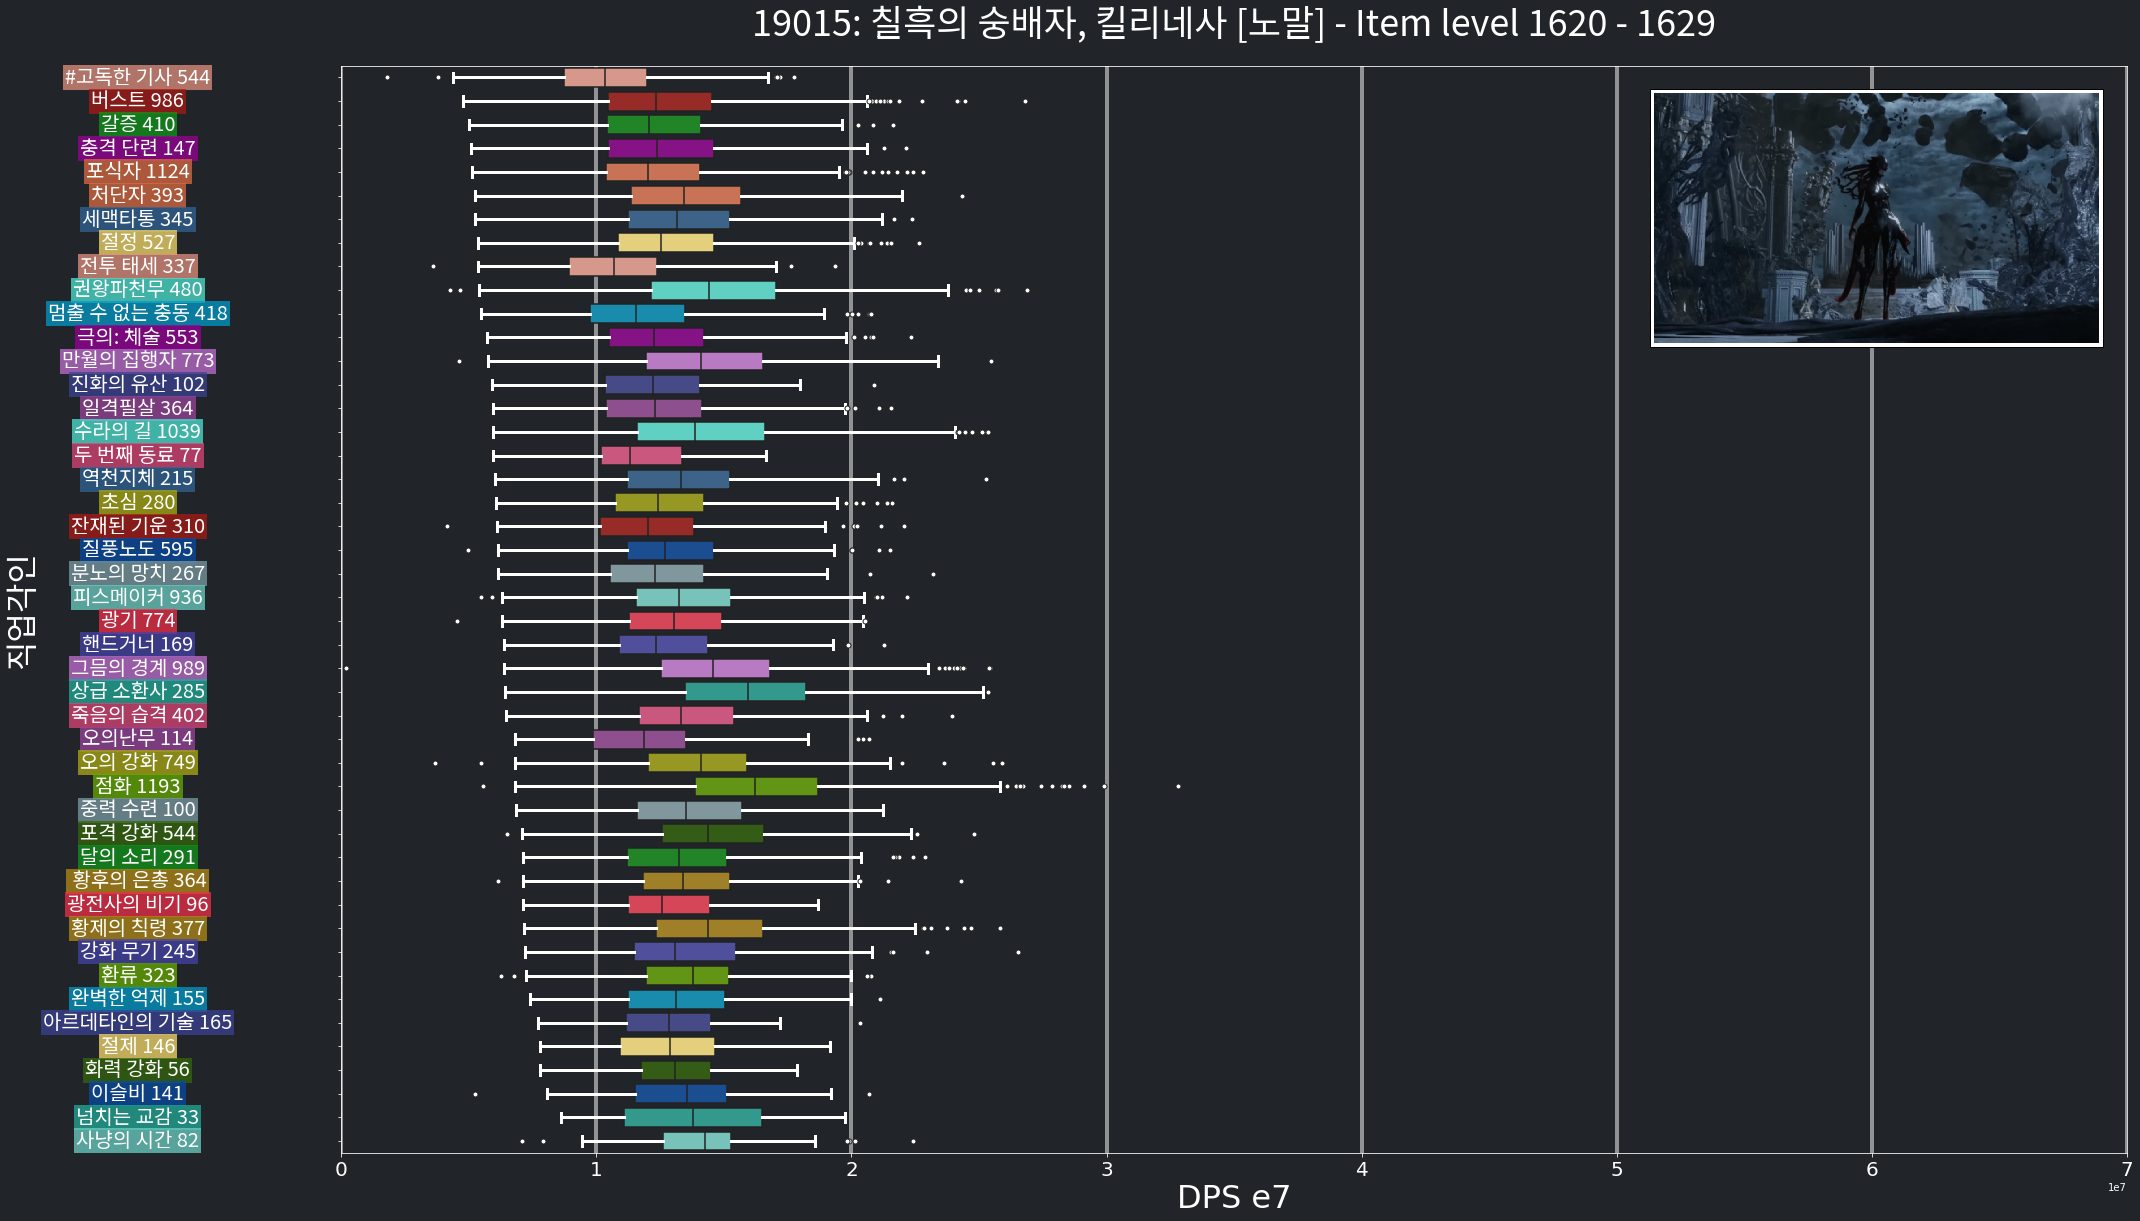 19015: 칠흑의 숭배자, 킬리네사 [노말] - Item level 1620 - 1629
#고독한 기사 544
버스트 986
갈증 410
충격 단련 147
포식자 1124
처단자 393
세맥타통 345
절정 527
전투 태세 337
권왕파천무 480
멈출 수 없는 충동 418
극의: 체술 553
만월의 집행자 773
진화의 유산 102
일격필살 364
수라의 길 1039
두 번째 동료 77
역천지체 215
초심 280
잔재된 기운 310
질풍노도 595
분노의 망치 267
피스메이커 936
광기 774
핸드거너 169
그믐의 경계 989
상급 소환사 285
죽음의 습격 402
오의난무 114
오의 강화 749
점화 1193
중력 수련 100
포격 강화 544
달의 소리 291
황후의 은총 364
광전사의 비기 96
황제의 칙령 377
강화 무기 245
환류 323
완벽한 억제 155
아르데타인의 기술 165
절제 146
화력 강화 56
이슬비 141
넘치는 교감 33
사냥의 시간 82
직업각인
0 1 2 3 4 5 6 7
1e7
DPS e7